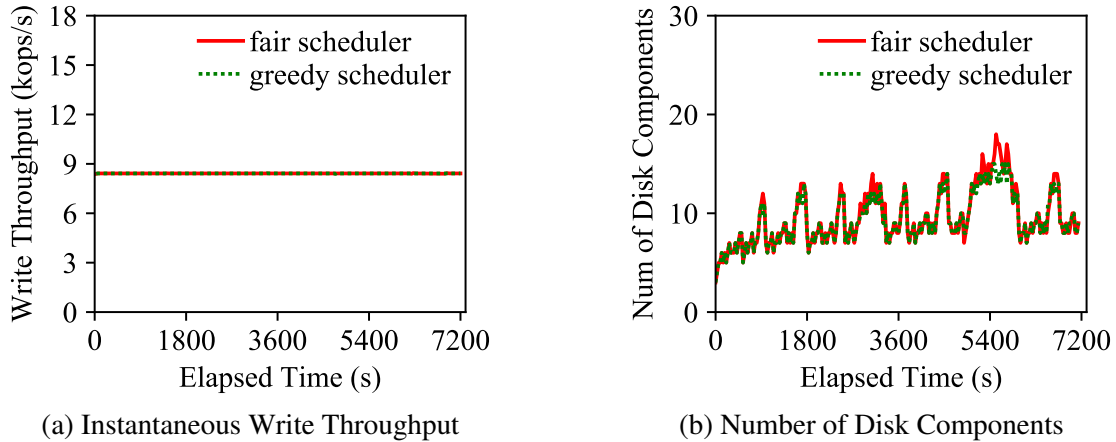 Write Throughput (kops/s)
18
15
12
9
6
3
0
fair scheduler
greedy scheduler
0
1800
3600
5400
7200
Elapsed Time (s)
(a) Instantaneous Write Throughput
Num of Disk Components
30
20
10
0
fair scheduler
greedy scheduler
0
1800
3600
5400
7200
Elapsed Time (s)
(b) Number of Disk Components